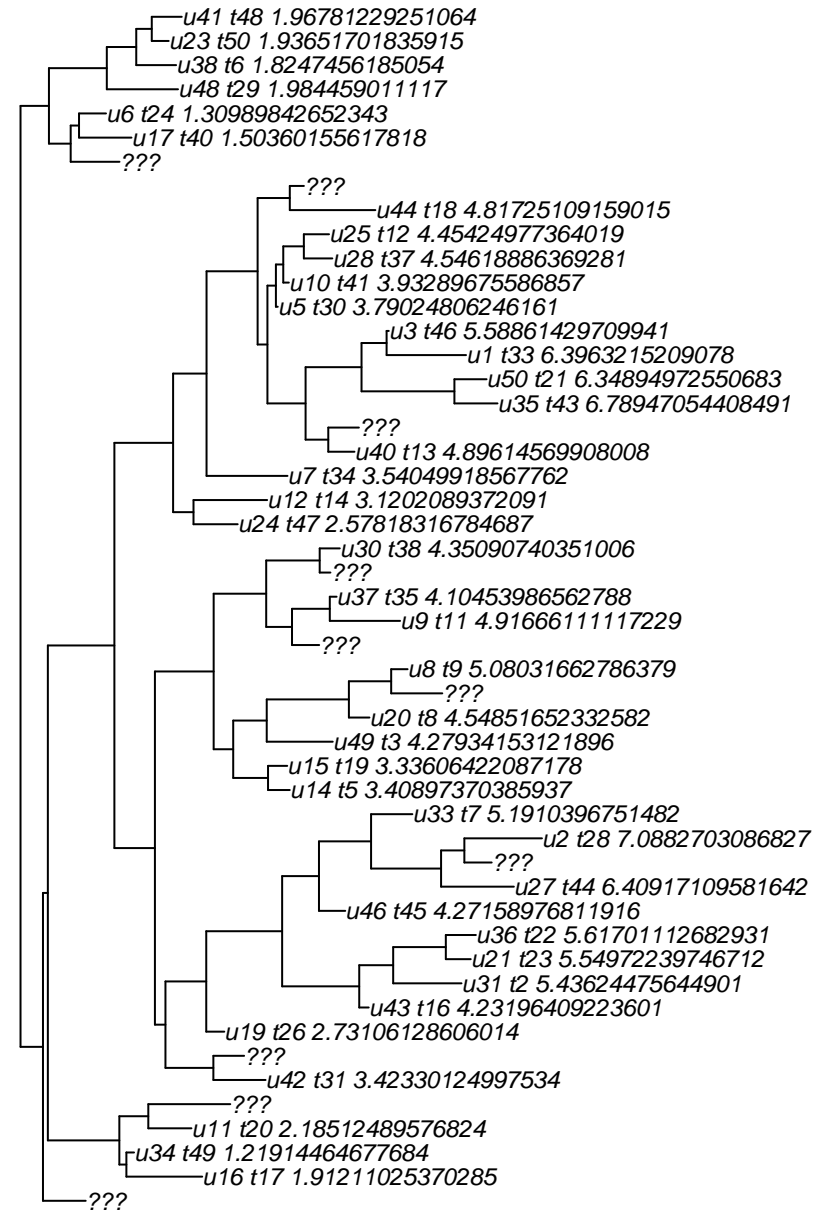 u41 t48 1.96781229251064
u23 t50 1.93651701835915
u38 t6 1.8247456185054
u48 t29 1.984459011117
u6 t24 1.30989842652343
u17 t40 1.50360155617818
???
???
u44 t18 4.81725109159015
u25 t12 4.45424977364019
u28 t37 4.54618886369281
u10 t41 3.93289675586857
u5 t30 3.79024806246161
u3 t46 5.58861429709941
u1 t33 6.3963215209078
u50 t21 6.34894972550683
u35 t43 6.78947054408491
???
u40 t13 4.89614569908008
u7 t34 3.54049918567762
u12 t14 3.1202089372091
u24 t47 2.57818316784687
u30 t38 4.35090740351006
???
u37 t35 4.10453986562788
u9 t11 4.91666111117229
???
u8 t9 5.08031662786379
???
u20 t8 4.54851652332582
u49 t3 4.27934153121896
u15 t19 3.33606422087178
u14 t5 3.40897370385937
u33 t7 5.1910396751482
u2 t28 7.0882703086827
???
u27 t44 6.40917109581642
u46 t45 4.27158976811916
u36 t22 5.61701112682931
u21 t23 5.54972239746712
u31 t2 5.43624475644901
u43 t16 4.23196409223601
u19 t26 2.73106128606014
???
u42 t31 3.42330124997534
???
u11 t20 2.18512489576824
u34 t49 1.21914464677684
u16 t17 1.91211025370285
???